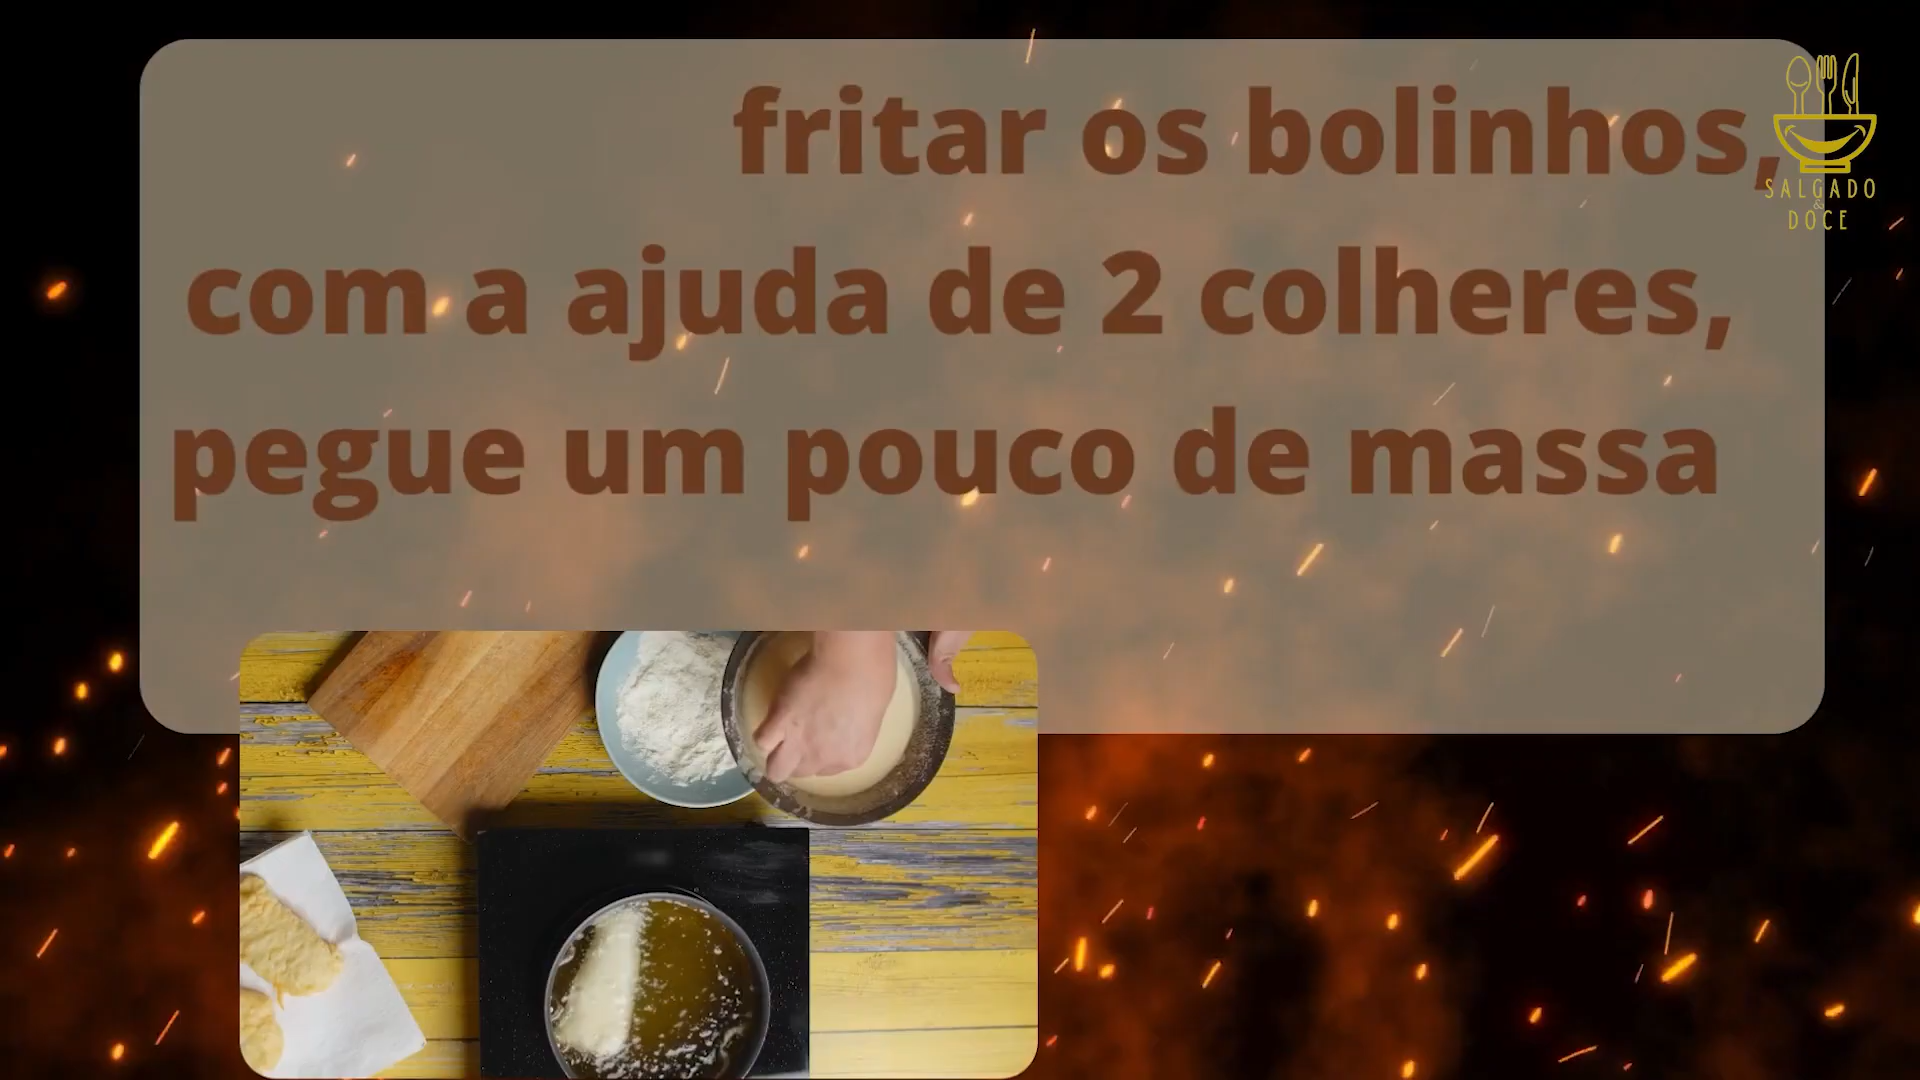 fritar os bolinhos,
com a ajuda de 2 colheres,
pegue um pouco de massa
SALGADO
&
DOCE